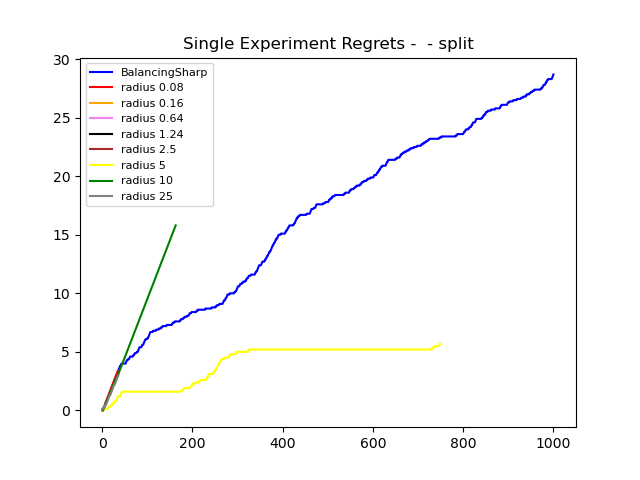 Single Experiment Regrets -  - split
30
25
20
15
10
5
0
BalancingSharp
radius 0.08
radius 0.16
radius 0.64
radius 1.24
radius 2.5
radius 5
radius 10
radius 25
0 200 400 600 800 1000